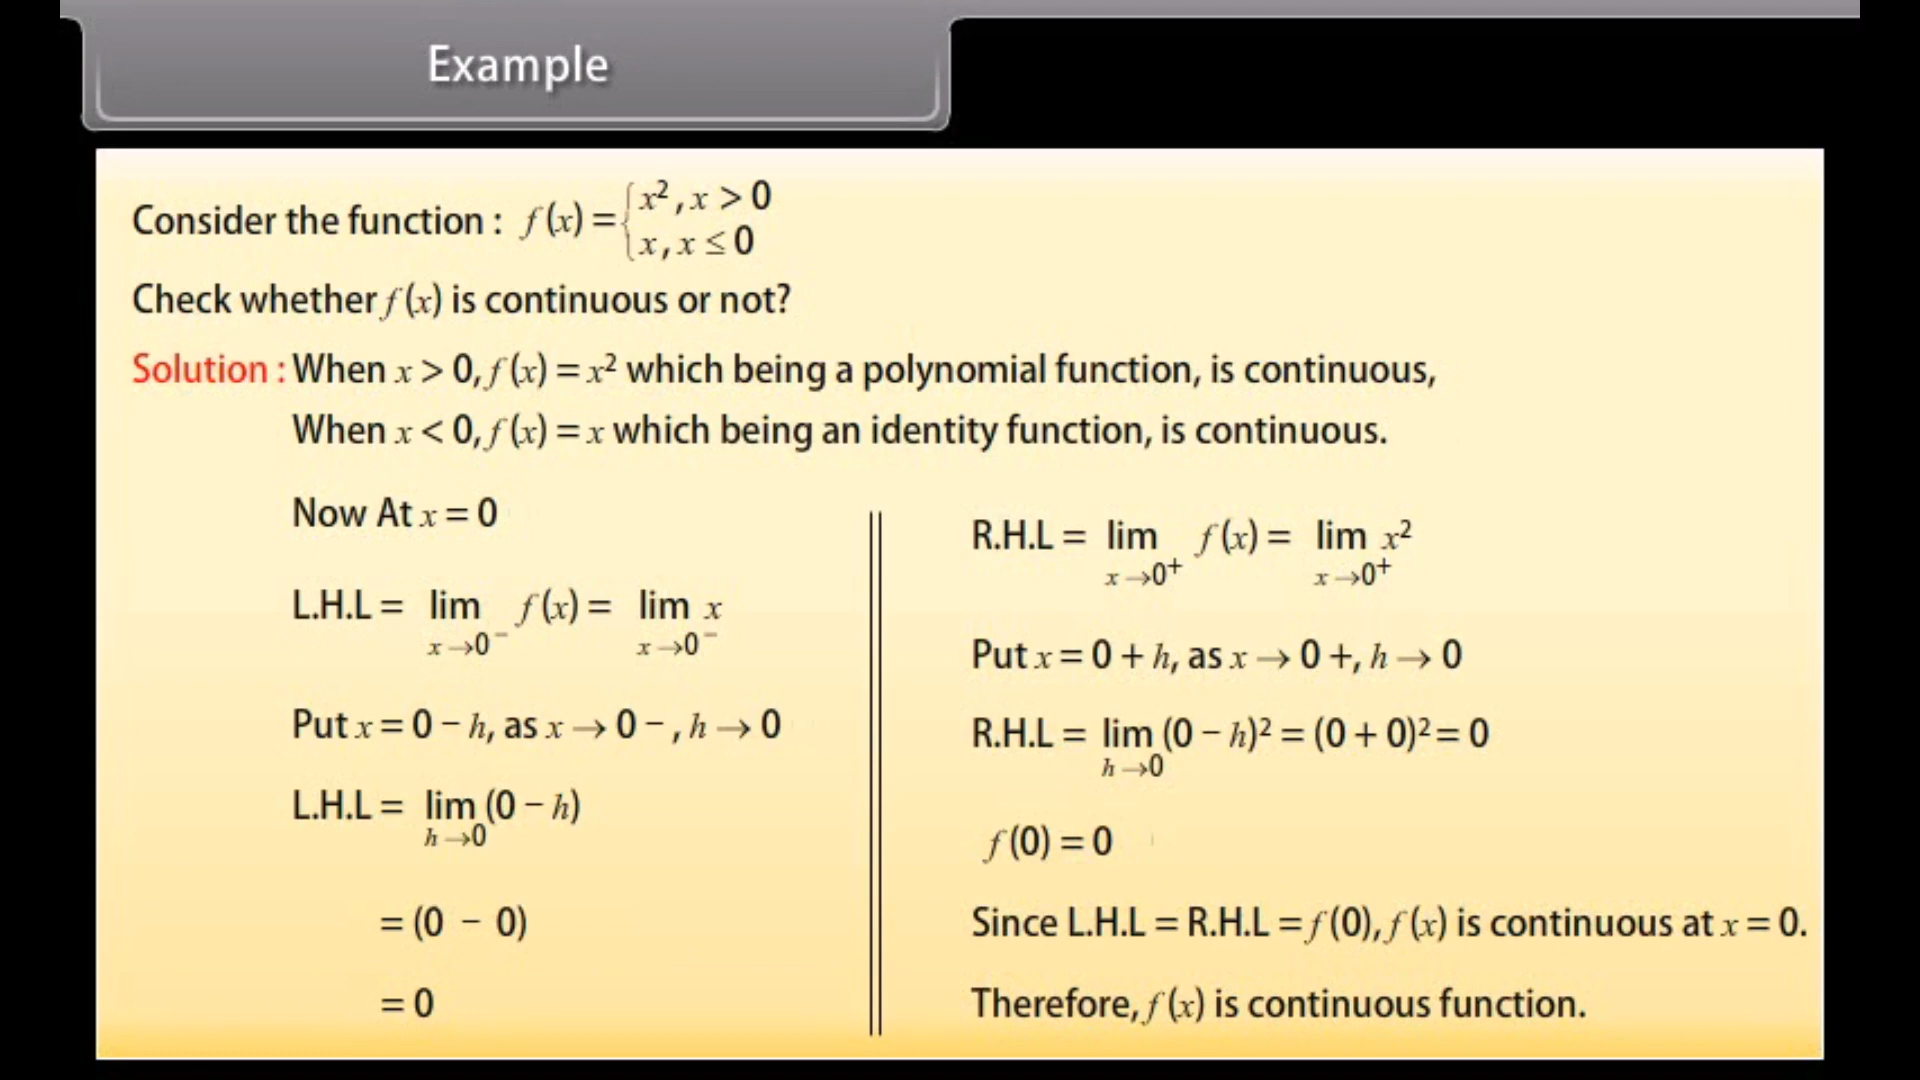 Example
Consider the function : f(x) = { x², x > 0
x, x ≤ 0
Check whether f(x) is continuous or not?
Solution : When x > 0, f(x) = x² which being a polynomial function, is continuous,
When x < 0, f(x) = x which being an identity function, is continuous.
Now At x = 0
L.H.L = lim f(x) = lim x
x→0⁻ x→0⁻
Put x = 0 − h, as x → 0 −, h → 0
L.H.L = lim (0 − h)
h→0
= (0 − 0)
= 0
R.H.L = lim f(x) = lim x²
x→0⁺ x→0⁺
Put x = 0 + h, as x → 0 +, h → 0
R.H.L = lim (0 − h)² = (0 + 0)² = 0
h→0
f(0) = 0
Since L.H.L = R.H.L = f(0), f(x) is continuous at x = 0.
Therefore, f(x) is continuous function.